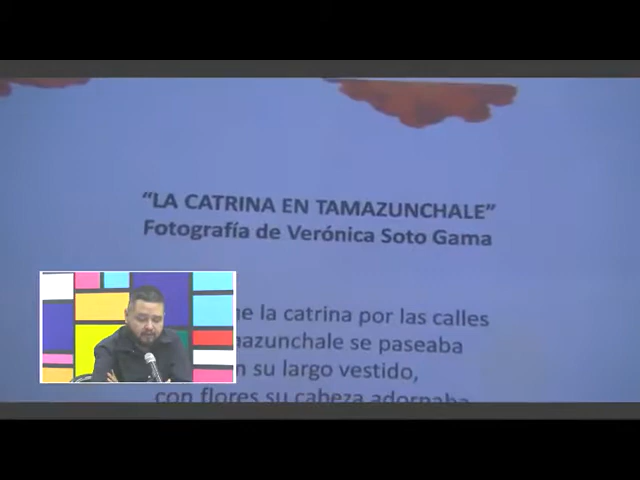 “LA CATRINA EN TAMAZUNCHALE”
Fotografía de Verónica Soto Gama
la catrina por las calles
se paseaba
su largo vestido,
con flores su cabeza adornaba